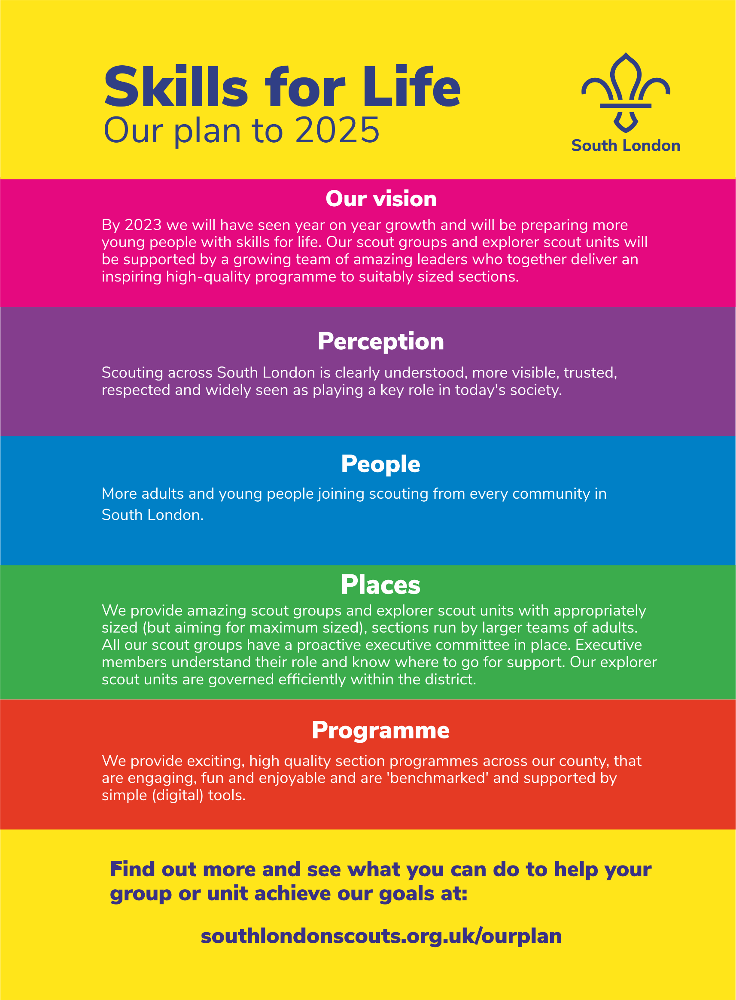 Skills for Life
Our plan to 2025
South London
Our vision
By 2023 we will have seen year on year growth and will be preparing more
young people with skills for life. Our scout groups and explorer scout units will
be supported by a growing team of amazing leaders who together deliver an
inspiring high-quality programme to suitably sized sections.
Perception
Scouting across South London is clearly understood, more visible, trusted,
respected and widely seen as playing a key role in today's society.
People
More adults and young people joining scouting from every community in
South London.
Places
We provide amazing scout groups and explorer scout units with appropriately
sized (but aiming for maximum sized), sections run by larger teams of adults.
All our scout groups have a proactive executive committee in place. Executive
members understand their role and know where to go for support. Our explorer
scout units are governed efficiently within the district.
Programme
We provide exciting, high quality section programmes across our county, that
are engaging, fun and enjoyable and are 'benchmarked' and supported by
simple (digital) tools.
Find out more and see what you can do to help your
group or unit achieve our goals at:
southlondonscouts.org.uk/ourplan